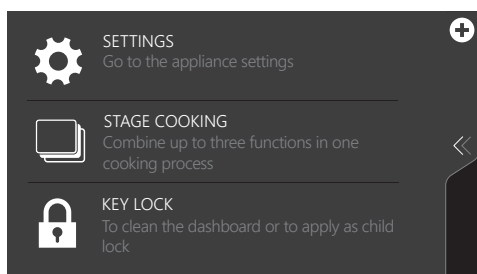 SETTINGS
Go to the appliance settings
STAGE COOKING
Combine up to three functions in one
cooking process
KEY LOCK
To clean the dashboard or to apply as child
lock